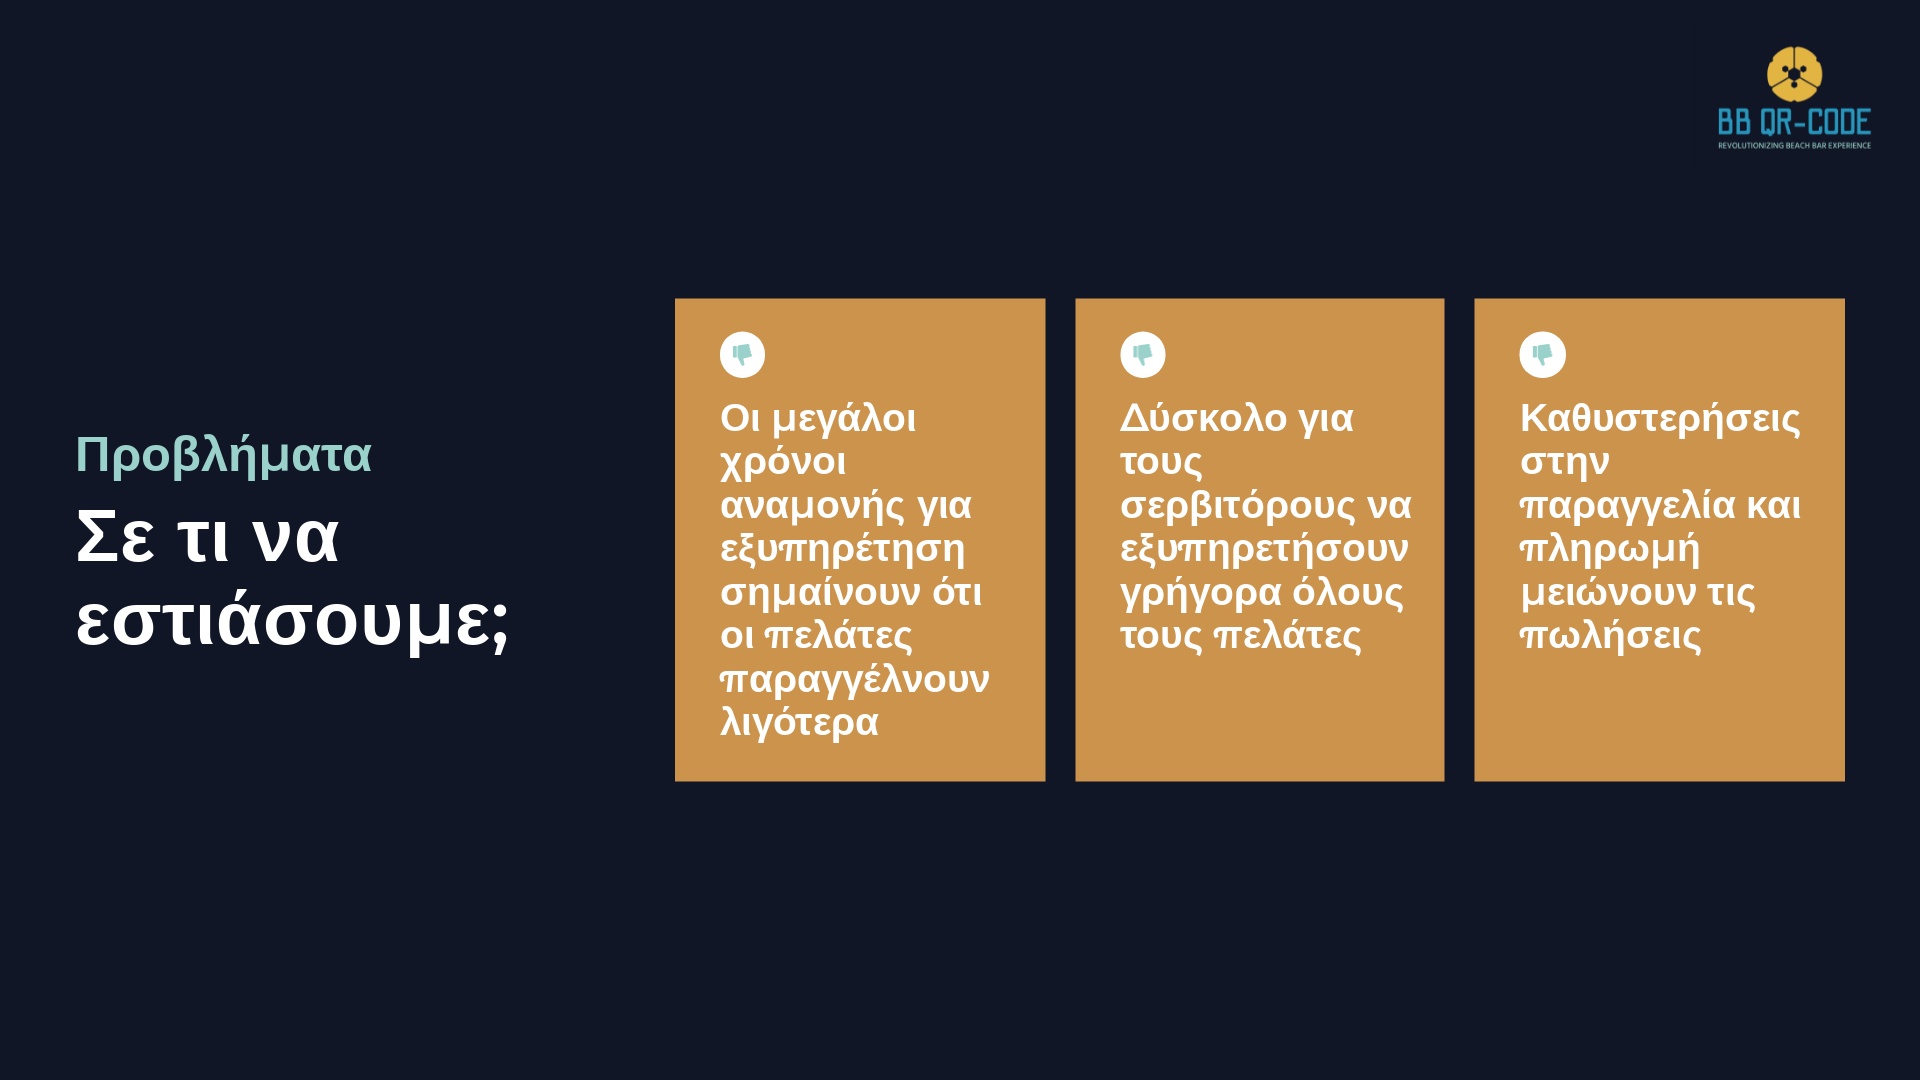 BB QR-CODE
REVOLUTIONIZING BEACH BAR EXPERIENCE
Προβλήματα
Σε τι να
εστιάσουμε;
Οι μεγάλοι
χρόνοι
αναμονής για
εξυπηρέτηση
σημαίνουν ότι
οι πελάτες
παραγγέλνουν
λιγότερα
Δύσκολο για
τους
σερβιτόρους να
εξυπηρετήσουν
γρήγορα όλους
τους πελάτες
Καθυστερήσεις
στην
παραγγελία και
πληρωμή
μειώνουν τις
πωλήσεις